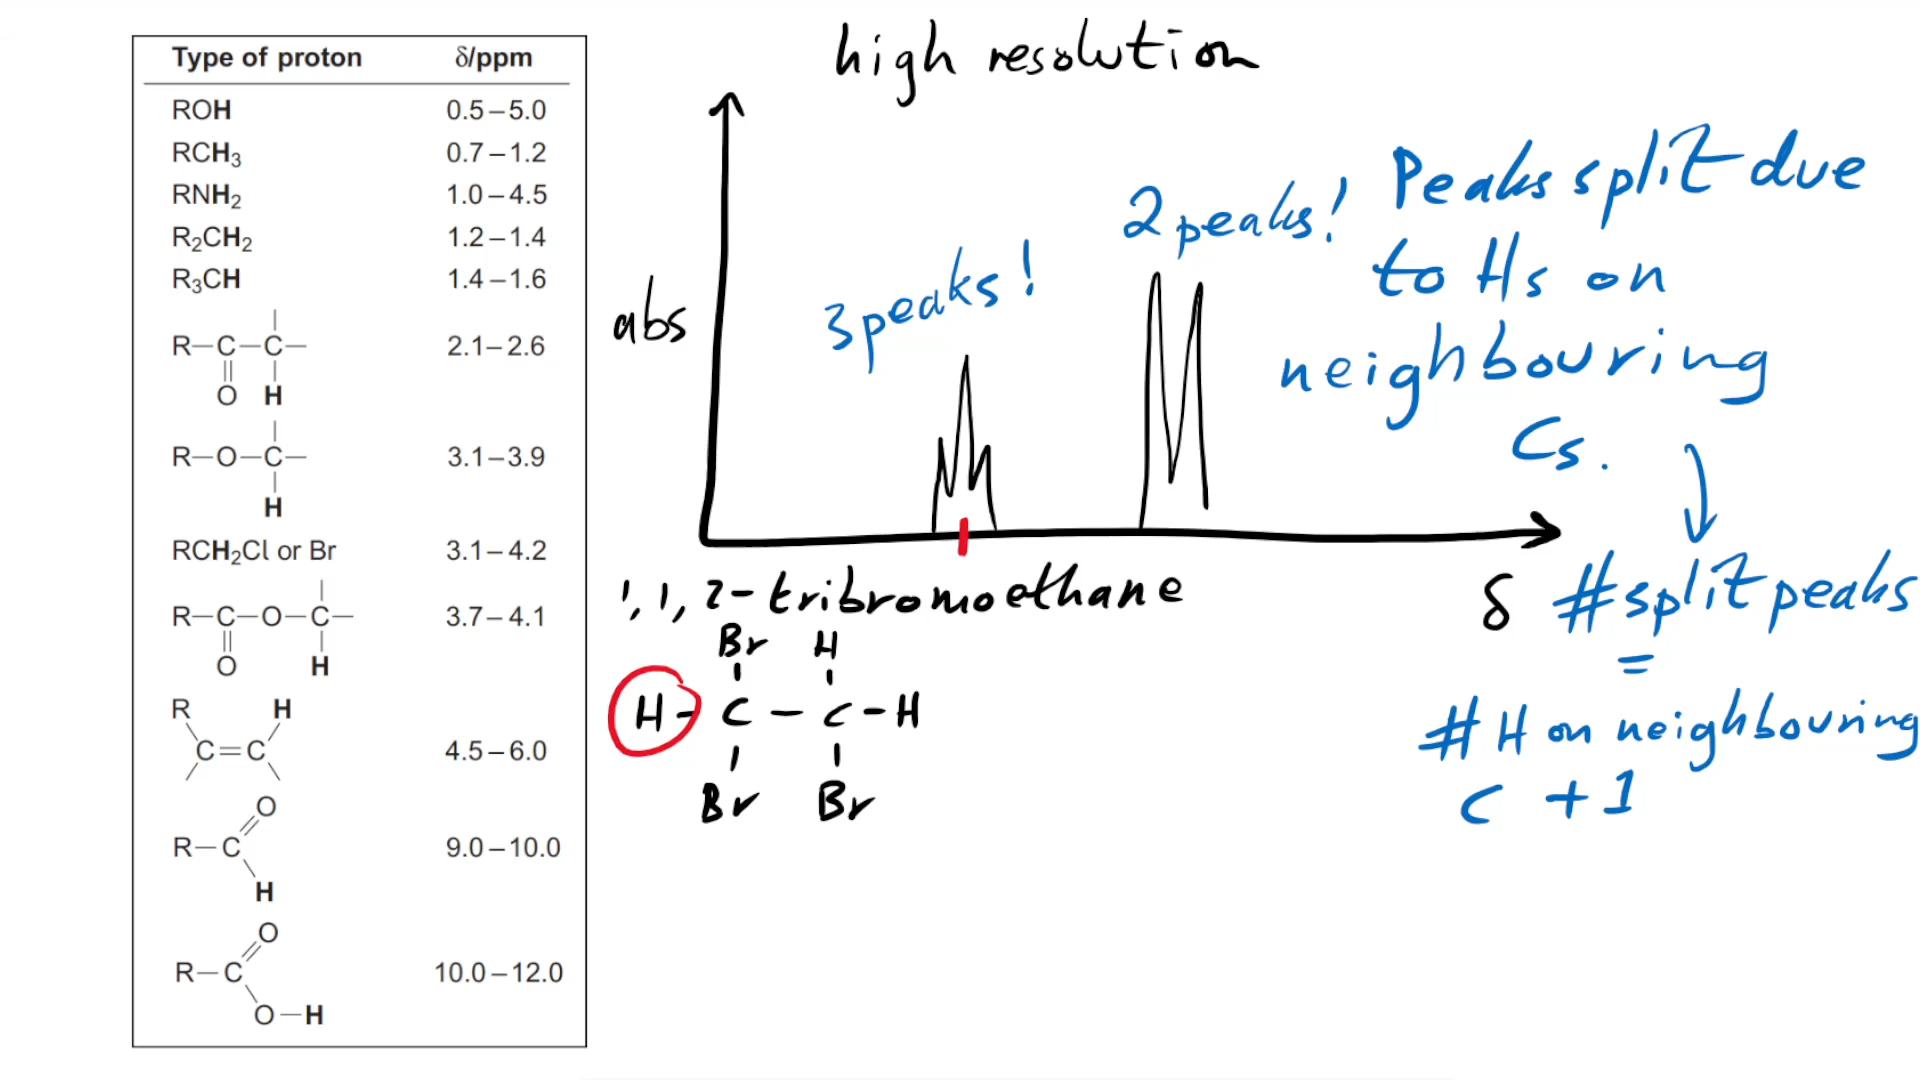 Type of proton δ/ppm
ROH 0.5–5.0
RCH₃ 0.7–1.2
RNH₂ 1.0–4.5
R₂CH₂ 1.2–1.4
R₃CH 1.4–1.6
R–C–C– 2.1–2.6
O H
R–O–C– 3.1–3.9
H
RCH₂Cl or Br 3.1–4.2
R–C–O–C– 3.7–4.1
O H
R H
C=C 4.5–6.0
O
R–C 9.0–10.0
H
O
R–C 10.0–12.0
O–H
high resolution
abs
3 peaks!
2 peaks!
δ
1,1,2-tribromoethane
Br H
H-C-C-H
Br Br
Peaks split due
to Hs on
neighbouring
Cs.
#split peaks
=
#H on neighbouring
C +1